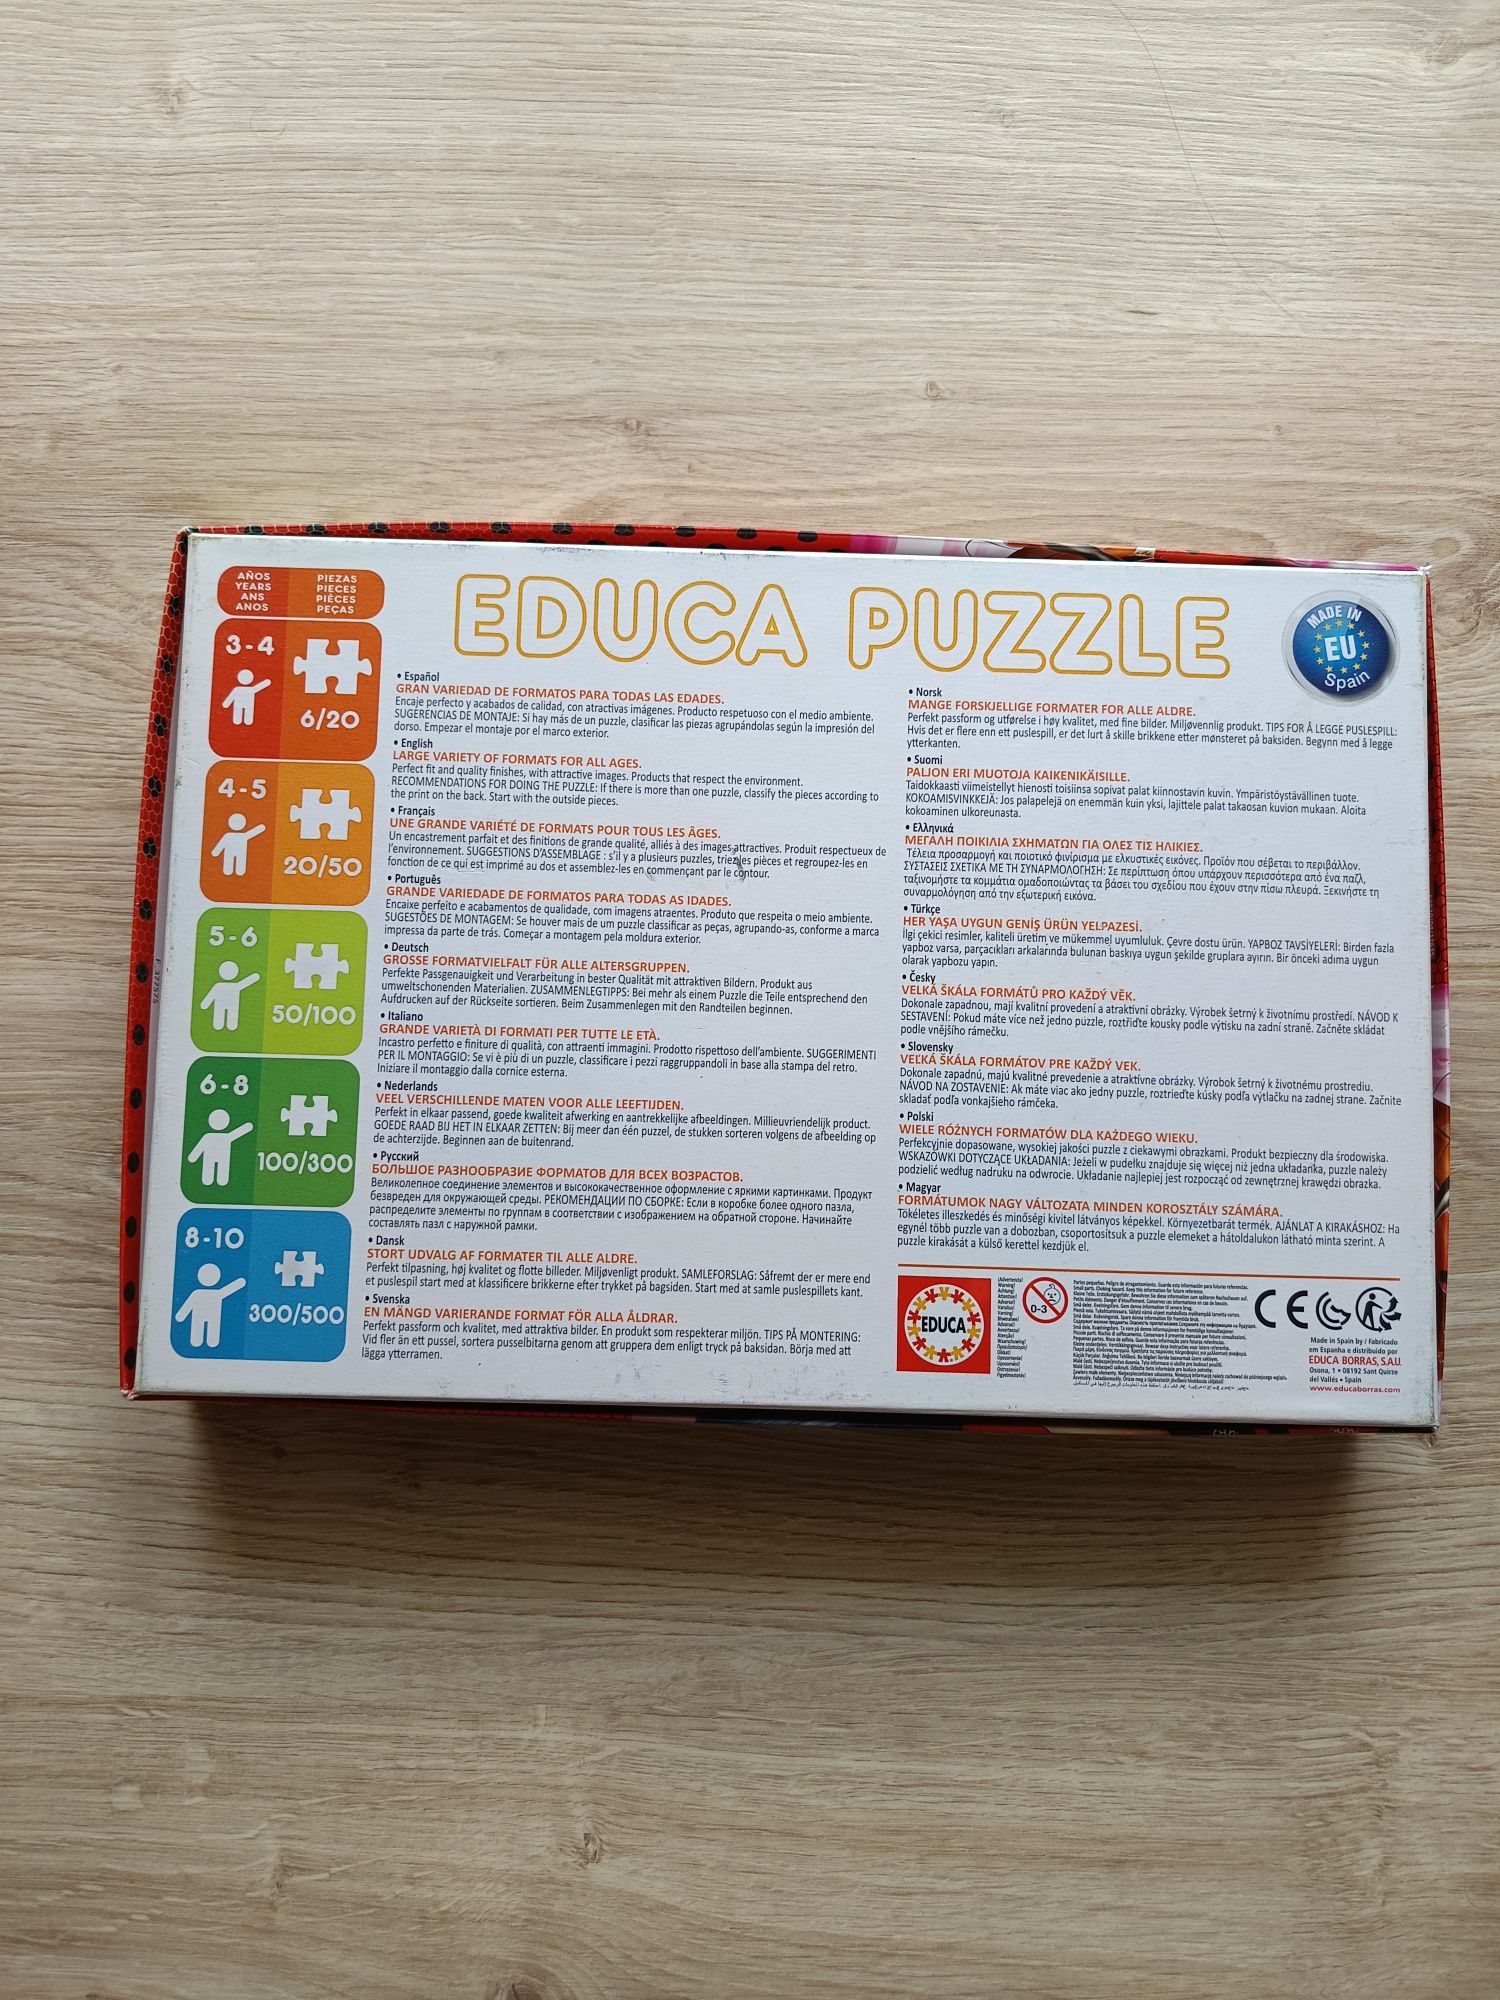 EDUCA PUZZLE
AÑOS
YEARS
ANS
ANOS
PIEZAS
PIECES
PIÈCES
PEÇAS
3-4
6/20
4-5
20/50
5-6
50/100
6-8
100/300
8-10
300/500
• Español
GRAN VARIEDAD DE FORMATOS PARA TODAS LAS EDADES.
Encaje perfecto y acabados de calidad, con atractivas imágenes. Producto respetuoso con el medio ambiente.
SUGERENCIAS DE MONTAJE: Si hay más de un puzzle, clasificar las piezas agrupándolas según la impresión del
dorso. Empezar el montaje por el marco exterior.
• English
LARGE VARIETY OF FORMATS FOR ALL AGES.
Perfect fit and quality finishes, with attractive images. Products that respect the environment.
RECOMMENDATIONS FOR DOING THE PUZZLE: If there is more than one puzzle, classify the pieces according to
the print on the back. Start with the outside pieces.
• Français
UNE GRANDE VARIÉTÉ DE FORMATS POUR TOUS LES ÂGES.
Un encastrement parfait et des finitions de grande qualité, alliés à des images attractives. Produit respectueux de
l'environnement. SUGGESTIONS D'ASSEMBLAGE : s'il y a plusieurs puzzles, triez les pièces et regroupez-les en
fonction de ce qui est imprimé au dos et assemblez-les en commençant par le contour.
• Português
GRANDE VARIEDADE DE FORMATOS PARA TODAS AS IDADES.
Encaixe perfeito e acabamentos de qualidade, com imagens atraentes. Produto que respeita o meio ambiente.
SUGESTÕES DE MONTAGEM: Se houver mais de um puzzle classificar as peças, agrupando-as, conforme a marca
impressa da parte de trás. Começar a montagem pela moldura exterior.
• Deutsch
GROSSE FORMATVIELFALT FÜR ALLE ALTERSGRUPPEN.
Perfekte Passgenauigkeit und Verarbeitung in bester Qualität mit attraktiven Bildern. Produkt aus
umweltschonenden Materialien. ZUSAMMENLEGTIPPS: Bei mehr als einem Puzzle die Teile entsprechend den
Aufdrucken auf der Rückseite sortieren. Beim Zusammenlegen mit den Randteilen beginnen.
• Italiano
GRANDE VARIETÀ DI FORMATI PER TUTTE LE ETÀ.
Incastro perfetto e finiture di qualità, con attraenti immagini. Prodotto rispettoso dell'ambiente. SUGGERIMENTI
PER IL MONTAGGIO: Se vi è più di un puzzle, classificare i pezzi raggruppandoli in base alla stampa del retro.
Iniziare il montaggio dalla cornice esterna.
• Nederlands
VEEL VERSCHILLENDE MATEN VOOR ALLE LEEFTIJDEN.
Perfekt in elkaar passend, goede kwaliteit afwerking en aantrekkelijke afbeeldingen. Millieuvriendelijk product.
GOEDE RAAD BIJ HET IN ELKAAR ZETTEN: Bij meer dan één puzzel, de stukken sorteren volgens de afbeelding op
de achterzijde. Beginnen aan de buitenrand.
• Русский
БОЛЬШОЕ РАЗНООБРАЗИЕ ФОРМАТОВ ДЛЯ ВСЕХ ВОЗРАСТОВ.
Великолепное соединение элементов и высококачественное оформление с яркими картинками. Продукт
безвреден для окружающей среды. РЕКОМЕНДАЦИИ ПО СБОРКЕ: Если в коробке более одного пазла,
распределите элементы по группам в соответствии с изображением на обратной стороне. Начинайте
составлять пазл с наружной рамки.
• Dansk
STORT UDVALG AF FORMATER TIL ALLE ALDRE.
Perfekt tilpasning, høj kvalitet og flotte billeder. Miljøvenligt produkt. SAMLEFORSLAG: Såfremt der er mere end
et puslespil start med at klassificere brikkerne efter trykket på bagsiden. Start med at samle puslespillets kant.
• Svenska
EN MÄNGD VARIERANDE FORMAT FÖR ALLA ÅLDRAR.
Perfekt passform och kvalitet, med attraktiva bilder. En produkt som respekterar miljön. TIPS PÅ MONTERING:
Vid fler än ett pussel, sortera pusselbitarna genom att gruppera dem enligt tryck på baksidan. Börja med att
lägga ytterramen.
MADE IN
EU
Spain
• Norsk
MANGE FORSKJELLIGE FORMATER FOR ALLE ALDRE.
Perfekt passform og utførelse i høy kvalitet, med fine bilder. Miljøvennlig produkt. TIPS FOR Å LEGGE PUSLESPILL:
Hvis det er flere enn ett puslespill, er det lurt å skille brikkene etter mønsteret på baksiden. Begynn med å legge
ytterkanten.
• Suomi
PALJON ERI MUOTOJA KAIKENIKÄISILLE.
Taidokkaasti viimeistellyt hienosti toisiinsa sopivat palat kiinnostavin kuvin. Ympäristöystävällinen tuote.
KOKOAMISVINKKEJÄ: Jos palapelejä on enemmän kuin yksi, lajittele palat takaosan kuvion mukaan. Aloita
kokoaminen ulkoreunasta.
• Ελληνικά
ΜΕΓΑΛΗ ΠΟΙΚΙΛΙΑ ΣΧΗΜΑΤΩΝ ΓΙΑ ΟΛΕΣ ΤΙΣ ΗΛΙΚΙΕΣ.
Τέλεια προσαρμογή και ποιοτικό φινίρισμα με ελκυστικές εικόνες. Προϊόν που σέβεται το περιβάλλον.
ΣΥΣΤΑΣΕΙΣ ΣΧΕΤΙΚΑ ΜΕ ΤΗ ΣΥΝΑΡΜΟΛΟΓΗΣΗ: Σε περίπτωση όπου υπάρχουν περισσότερα από ένα παζλ,
ταξινομήστε τα κομμάτια ομαδοποιώντας τα βάσει του σχεδίου που έχουν στην πίσω πλευρά. Ξεκινήστε τη
συναρμολόγηση από την εξωτερική εικόνα.
• Türkçe
HER YAŞA UYGUN GENİŞ ÜRÜN YELPAZESİ.
İlgi çekici resimler, kaliteli üretim ve mükemmel uyumluluk. Çevre dostu ürün. YAPBOZ TAVSİYELERİ: Birden fazla
yapboz varsa, parçacıkları arkalarında bulunan baskıya uygun şekilde gruplara ayırın. Bir önceki adıma uygun
olarak yapbozu yapın.
• Česky
VELKÁ ŠKÁLA FORMÁTŮ PRO KAŽDÝ VĚK.
Dokonale zapadnou, mají kvalitní provedení a atraktivní obrázky. Výrobek šetrný k životnímu prostředí. NÁVOD K
SESTAVENÍ: Pokud máte více než jedno puzzle, roztřiďte kousky podle výtisku na zadní straně. Začněte skládat
podle vnějšího rámečku.
• Slovensky
VEĽKÁ ŠKÁLA FORMÁTOV PRE KAŽDÝ VEK.
Dokonale zapadnú, majú kvalitné prevedenie a atraktívne obrázky. Výrobok šetrný k životnému prostrediu.
NÁVOD NA ZOSTAVENIE: Ak máte viac ako jedny puzzle, roztrieďte kúsky podľa výtlačku na zadnej strane. Začnite
skladať podľa vonkajšieho rámčeka.
• Polski
WIELE RÓŻNYCH FORMATÓW DLA KAŻDEGO WIEKU.
Perfekcyjnie dopasowane, wysokiej jakości puzzle z ciekawymi obrazkami. Produkt bezpieczny dla środowiska.
WSKAZÓWKI DOTYCZĄCE UKŁADANIA: Jeżeli w pudełku znajduje się więcej niż jedna układanka, puzzle należy
podzielić według nadruku na odwrocie. Układanie najlepiej jest rozpocząć od zewnętrznej krawędzi obrazka.
• Magyar
FORMÁTUMOK NAGY VÁLTOZATA MINDEN KOROSZTÁLY SZÁMÁRA.
Tökéletes illeszkedés és minőségi kivitel látványos képekkel. Környezetbarát termék. AJÁNLAT A KIRAKÁSHOZ: Ha
egynél több puzzle van a dobozban, csoportosítsuk a puzzle elemeket a hátoldalukon látható minta szerint. A
puzzle kirakását a külső kerettel kezdjük el.
EDUCA
0-3
CE
Made in Spain by / Fabricado
en Espanha e distribuido por
EDUCA BORRAS, S.A.U.
Osona, 1 • 08192 Sant Quirze
del Vallés • Spain
www.educaborras.com